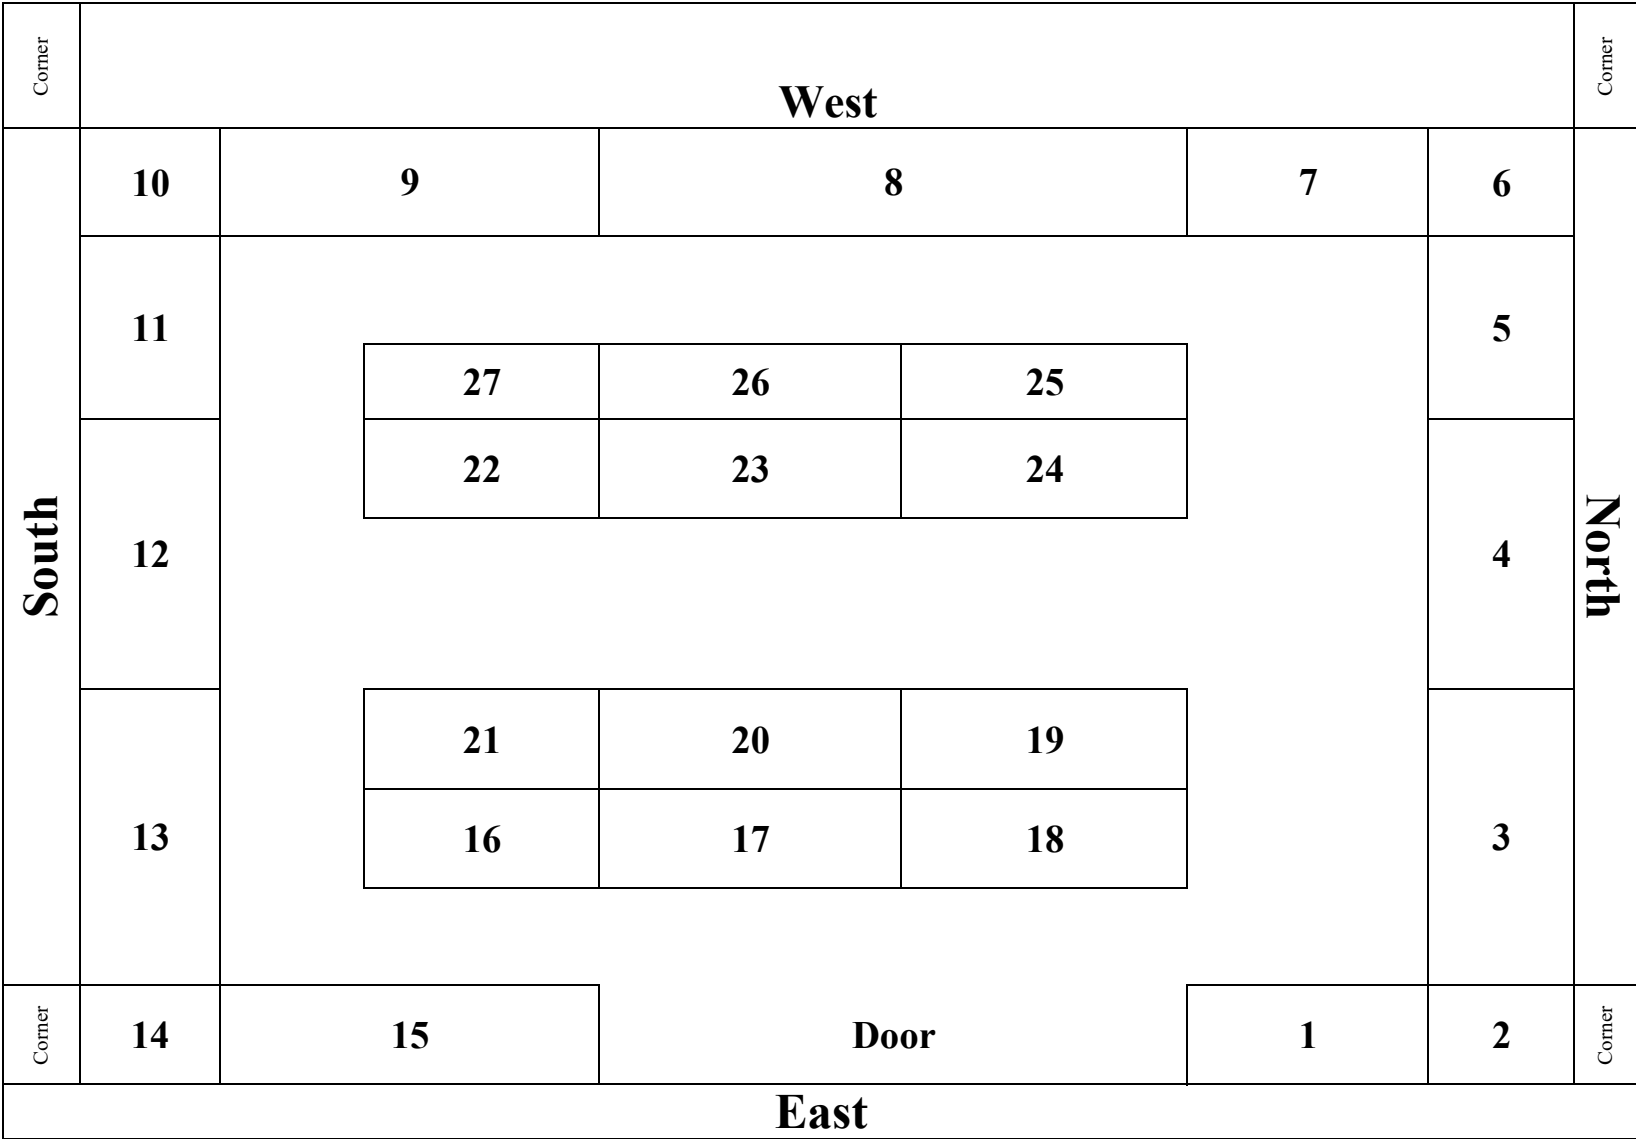 Corner
West
Corner
10 9 8 7 6
11 5
27 26 25
22 23 24
South
12 4
North
21 20 19
13 16 17 18 3
Corner
14 15 Door 1 2
Corner
East